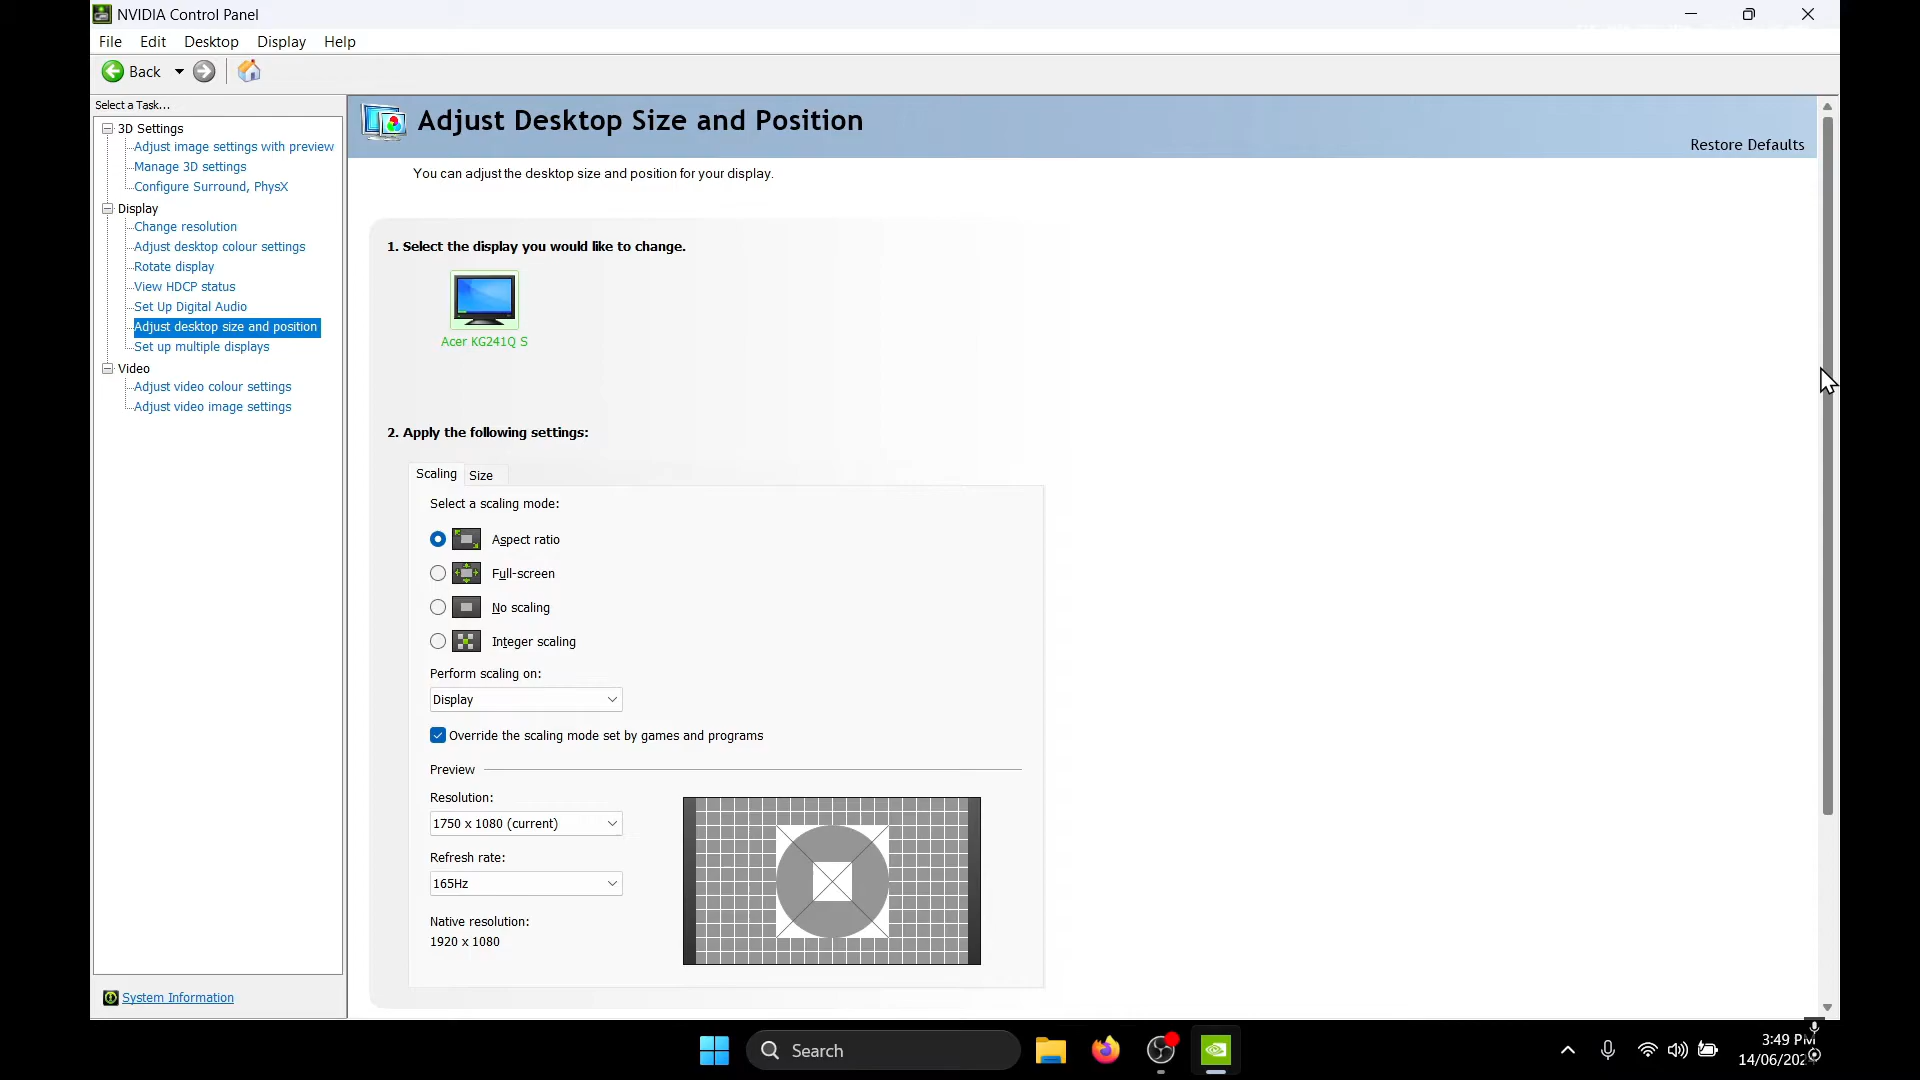 NVIDIA Control Panel
File Edit Desktop Display Help
Back
Select a Task...
3D Settings
Adjust image settings with preview
Manage 3D settings
Configure Surround, PhysX
Display
Change resolution
Adjust desktop colour settings
Rotate display
View HDCP status
Set Up Digital Audio
Adjust desktop size and position
Set up multiple displays
Video
Adjust video colour settings
Adjust video image settings
System Information
Adjust Desktop Size and Position
Restore Defaults
You can adjust the desktop size and position for your display.
1. Select the display you would like to change.
Acer KG241Q S
2. Apply the following settings:
Scaling Size
Select a scaling mode:
Aspect ratio
Full-screen
No scaling
Integer scaling
Perform scaling on:
Display
Override the scaling mode set by games and programs
Preview
Resolution:
1750 x 1080 (current)
Refresh rate:
165Hz
Native resolution:
1920 x 1080
Search
3:49 PM